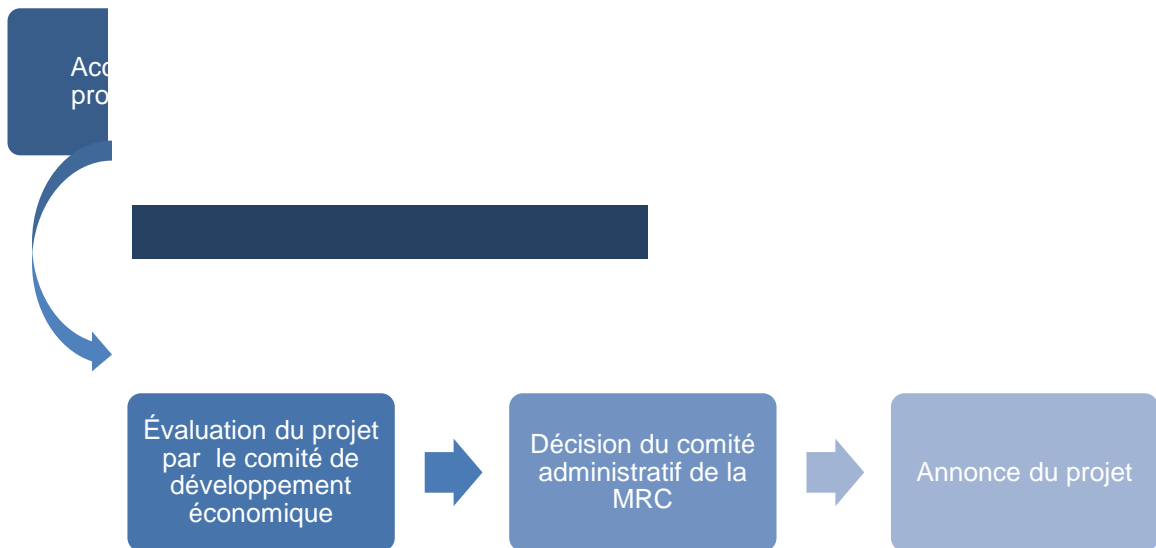 Évaluation du projet
par le comité de
développement
économique
Décision du comité
administratif de la
MRC
Annonce du projet